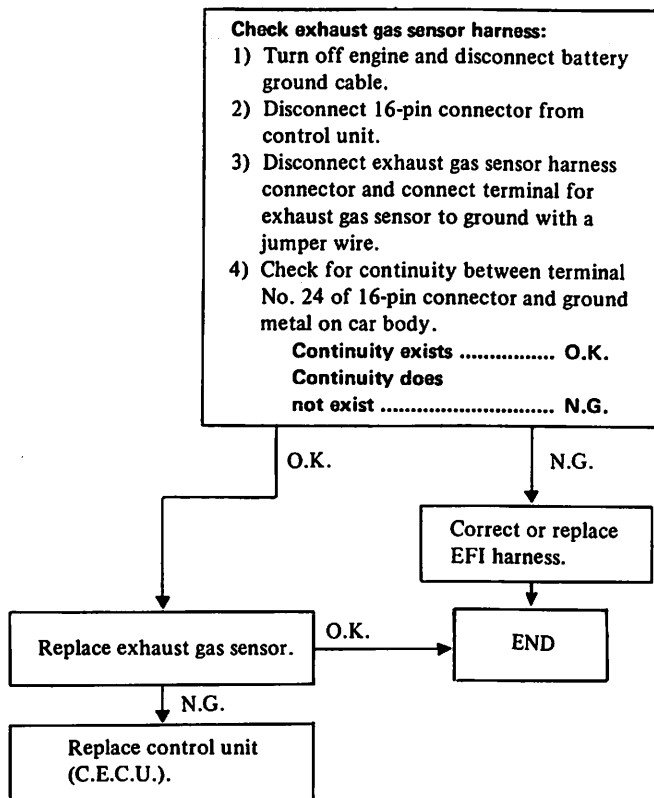 Check exhaust gas sensor harness:
1) Turn off engine and disconnect battery
ground cable.
2) Disconnect 16-pin connector from
control unit.
3) Disconnect exhaust gas sensor harness
connector and connect terminal for
exhaust gas sensor to ground with a
jumper wire.
4) Check for continuity between terminal
No. 24 of 16-pin connector and ground
metal on car body.
Continuity exists ................ O.K.
Continuity does
not exist ............................. N.G.
O.K.
N.G.
Correct or replace
EFI harness.
Replace exhaust gas sensor.
O.K.
END
N.G.
Replace control unit
(C.E.C.U.).